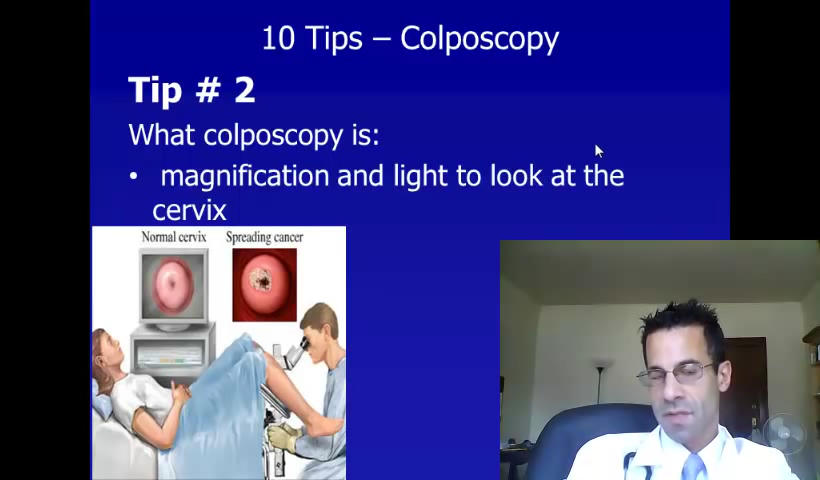 10 Tips – Colposcopy
Tip # 2
What colposcopy is:
• magnification and light to look at the
cervix
Normal cervix Spreading cancer